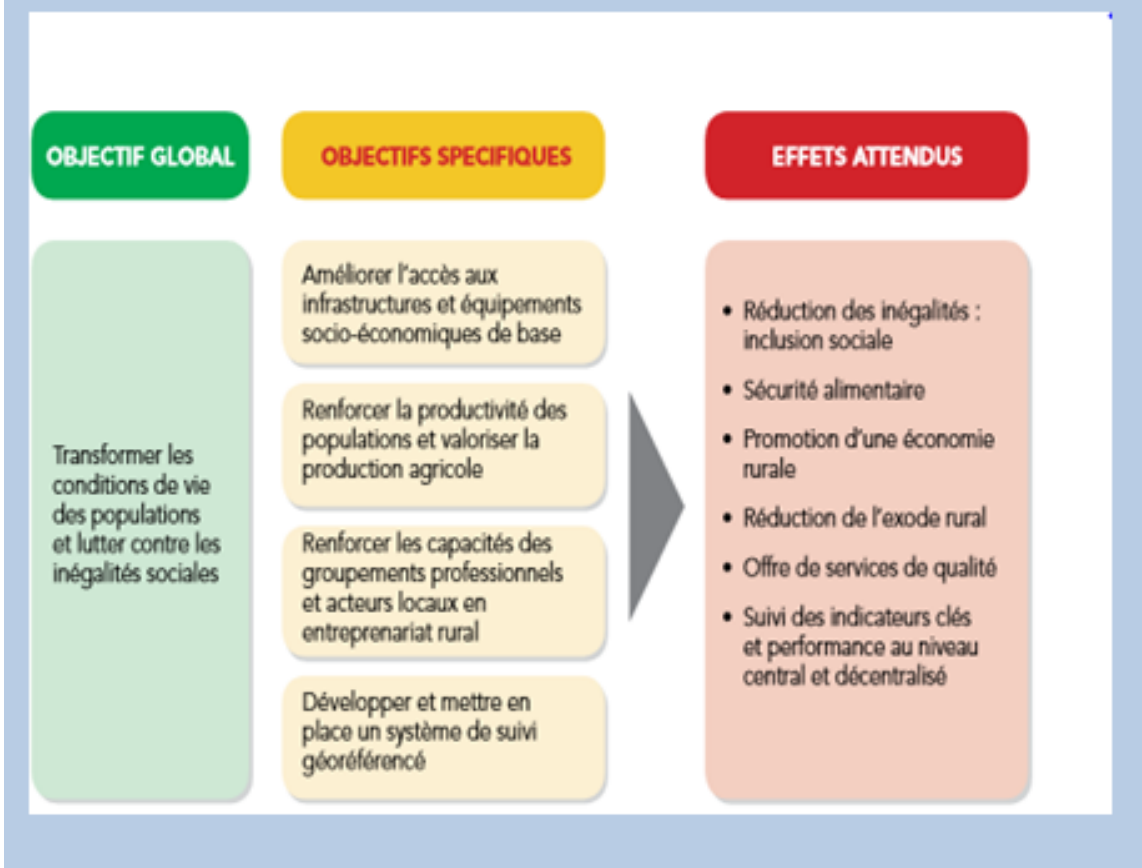 OBJECTIF GLOBAL
OBJECTIFS SPECIFIQUES
EFFETS ATTENDUS
Transformer les
conditions de vie
des populations
et lutter contre les
inégalités sociales
Améliorer l'accès aux
infrastructures et équipements
socio-économiques de base
Renforcer la productivité des
populations et valoriser la
production agricole
Renforcer les capacités des
groupements professionnels
et acteurs locaux en
entreprenariat rural
Développer et mettre en
place un système de suivi
géoréférencé
• Réduction des inégalités :
inclusion sociale
• Sécurité alimentaire
• Promotion d'une économie
rurale
• Réduction de l'exode rural
• Offre de services de qualité
• Suivi des indicateurs clés
et performance au niveau
central et décentralisé